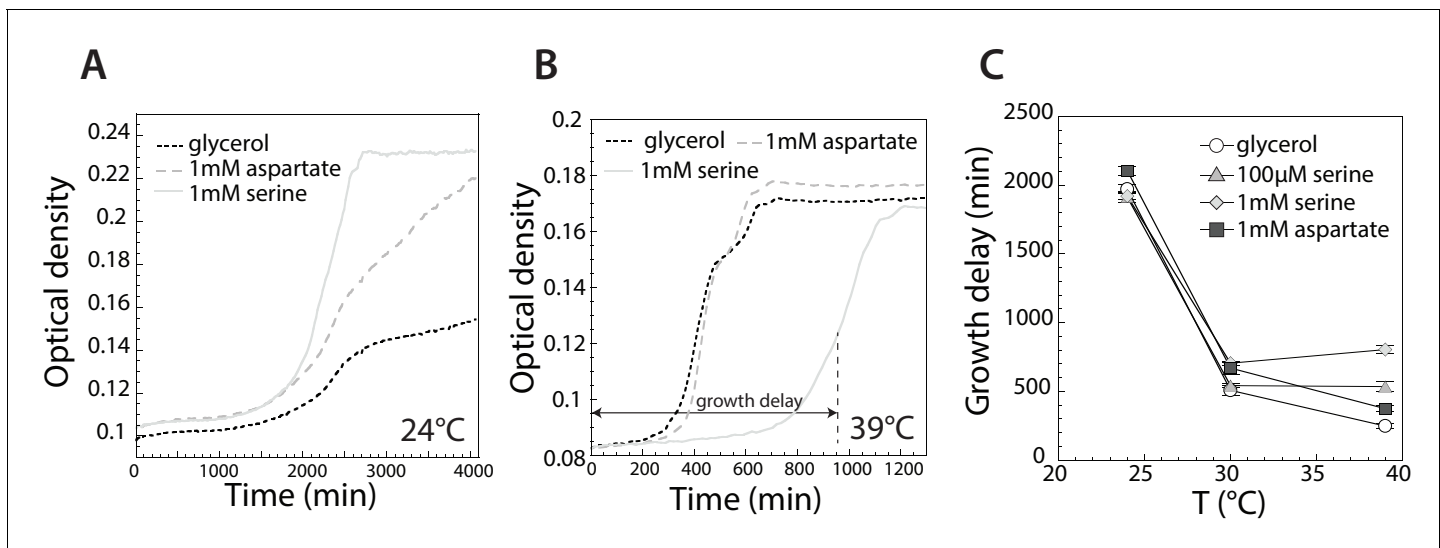 A
Optical density
0.24
0.22
0.2
0.18
0.16
0.14
0.12
0.1
glycerol
1mM aspartate
1mM serine
24°C
0
1000
2000
3000
4000
Time (min)
B
Optical density
0.2
0.18
0.16
0.14
0.12
0.1
0.08
glycerol
1mM aspartate
1mM serine
growth delay
39°C
0
200
400
600
800
1000
1200
Time (min)
C
Growth delay (min)
2500
2000
1500
1000
500
0
glycerol
100μM serine
1mM serine
1mM aspartate
20
25
30
35
40
T (°C)